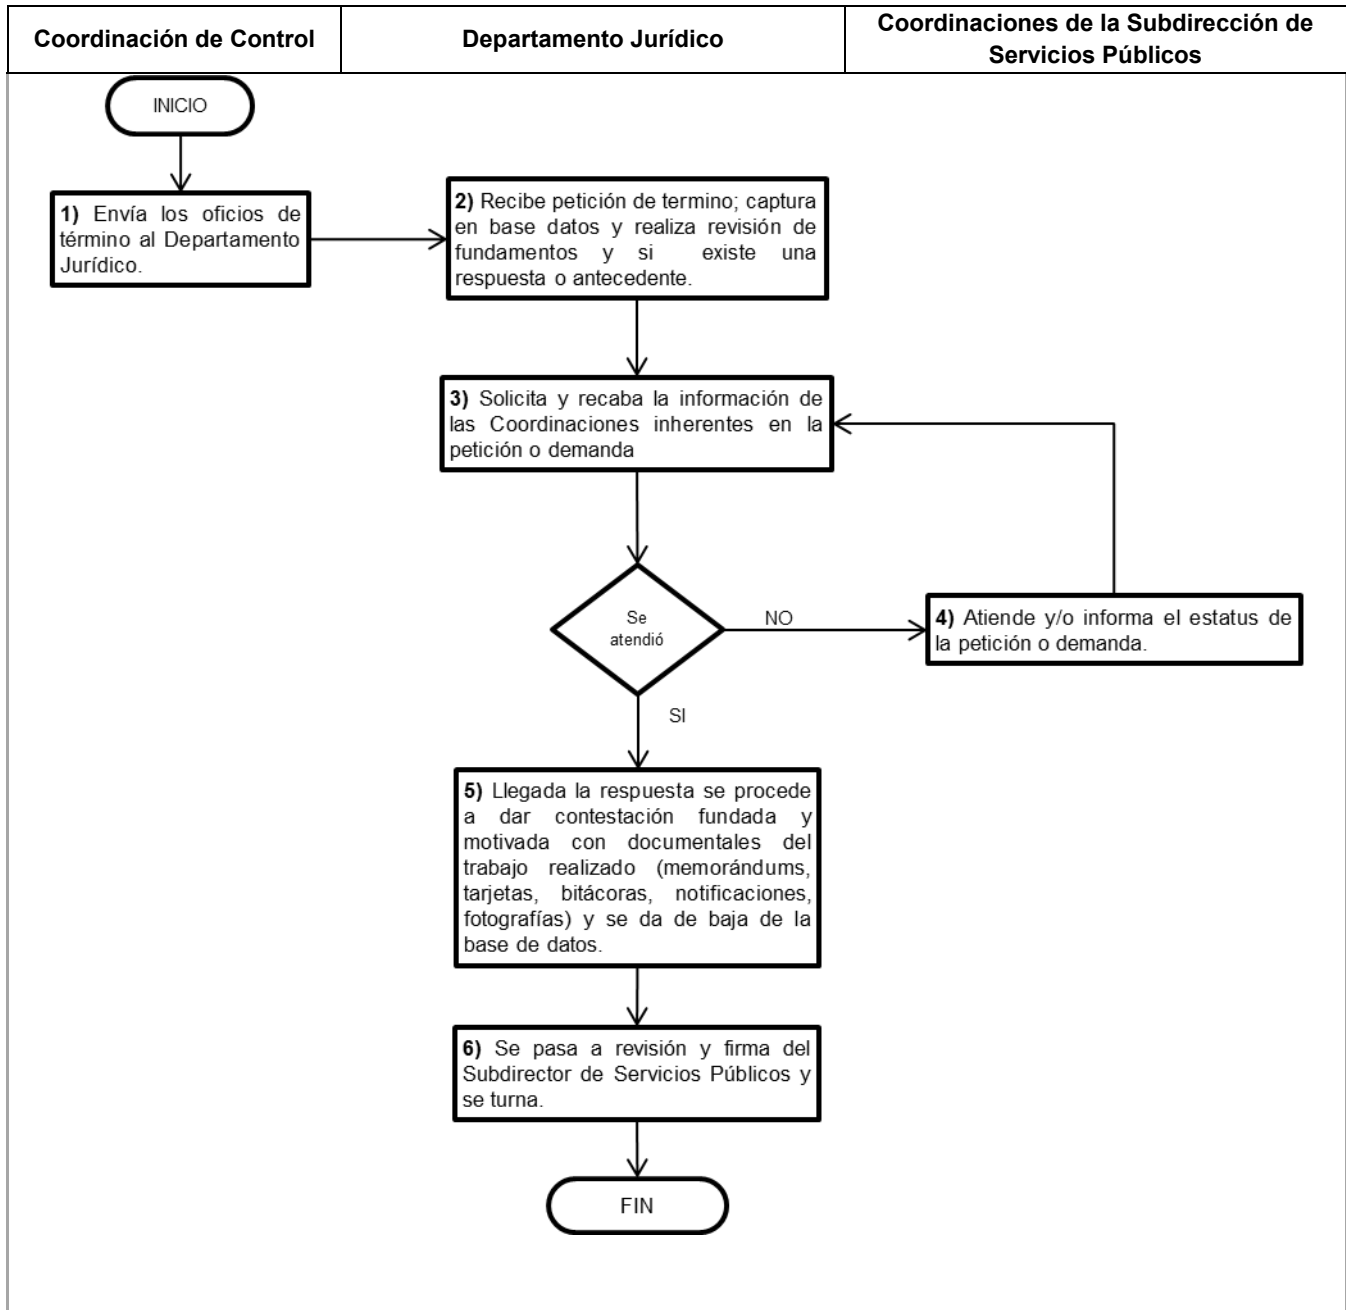 Coordinación de Control
Departamento Jurídico
Coordinaciones de la Subdirección de
Servicios Públicos
INICIO
1) Envía los oficios de
término al Departamento
Jurídico.
2) Recibe petición de termino; captura
en base datos y realiza revisión de
fundamentos y si existe una
respuesta o antecedente.
3) Solicita y recaba la información de
las Coordinaciones inherentes en la
petición o demanda
Se
atendió
NO
4) Atiende y/o informa el estatus de
la petición o demanda.
SI
5) Llegada la respuesta se procede
a dar contestación fundada y
motivada con documentales del
trabajo realizado (memorándums,
tarjetas, bitácoras, notificaciones,
fotografías) y se da de baja de la
base de datos.
6) Se pasa a revisión y firma del
Subdirector de Servicios Públicos y
se turna.
FIN